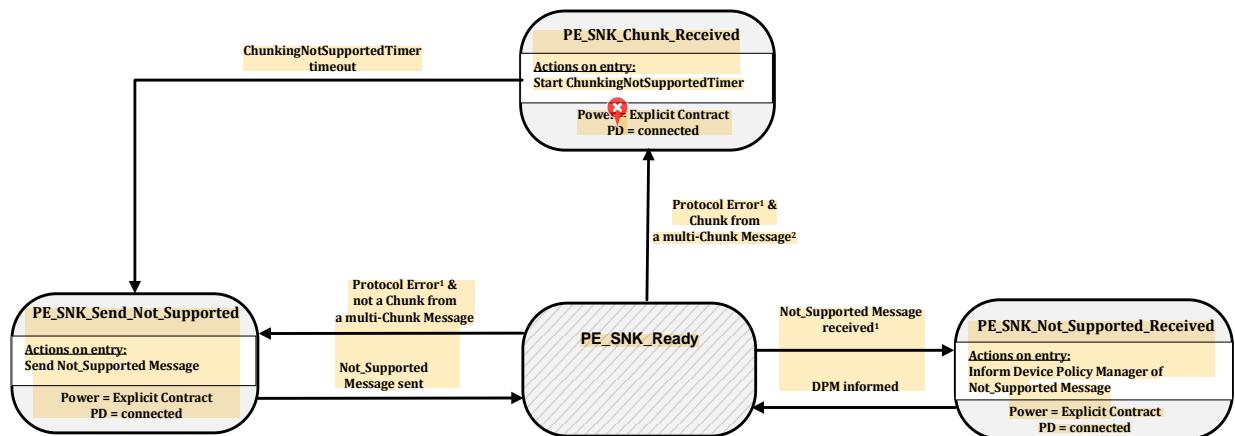 PE_SNK_Chunk_Received
ChunkingNotSupportedTimer
timeout
Actions on entry:
Start ChunkingNotSupportedTimer
Power = Explicit Contract
PD = connected
Protocol Error¹ &
Chunk from
a multi-Chunk Message²
Protocol Error¹ &
not a Chunk from
a multi-Chunk Message
PE_SNK_Send_Not_Supported
Actions on entry:
Send Not_Supported Message
Power = Explicit Contract
PD = connected
Not_Supported
Message sent
PE_SNK_Ready
Not_Supported Message
received¹
DPM informed
PE_SNK_Not_Supported_Received
Actions on entry:
Inform Device Policy Manager of
Not_Supported Message
Power = Explicit Contract
PD = connected